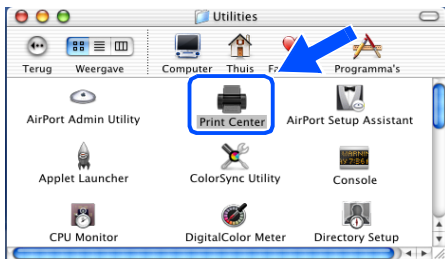 Utilities
Terug Weergave Computer Thuis Fa Programma's
AirPort Admin Utility Print Center AirPort Setup Assistant
Applet Launcher ColorSync Utility Console
CPU Monitor DigitalColor Meter Directory Setup